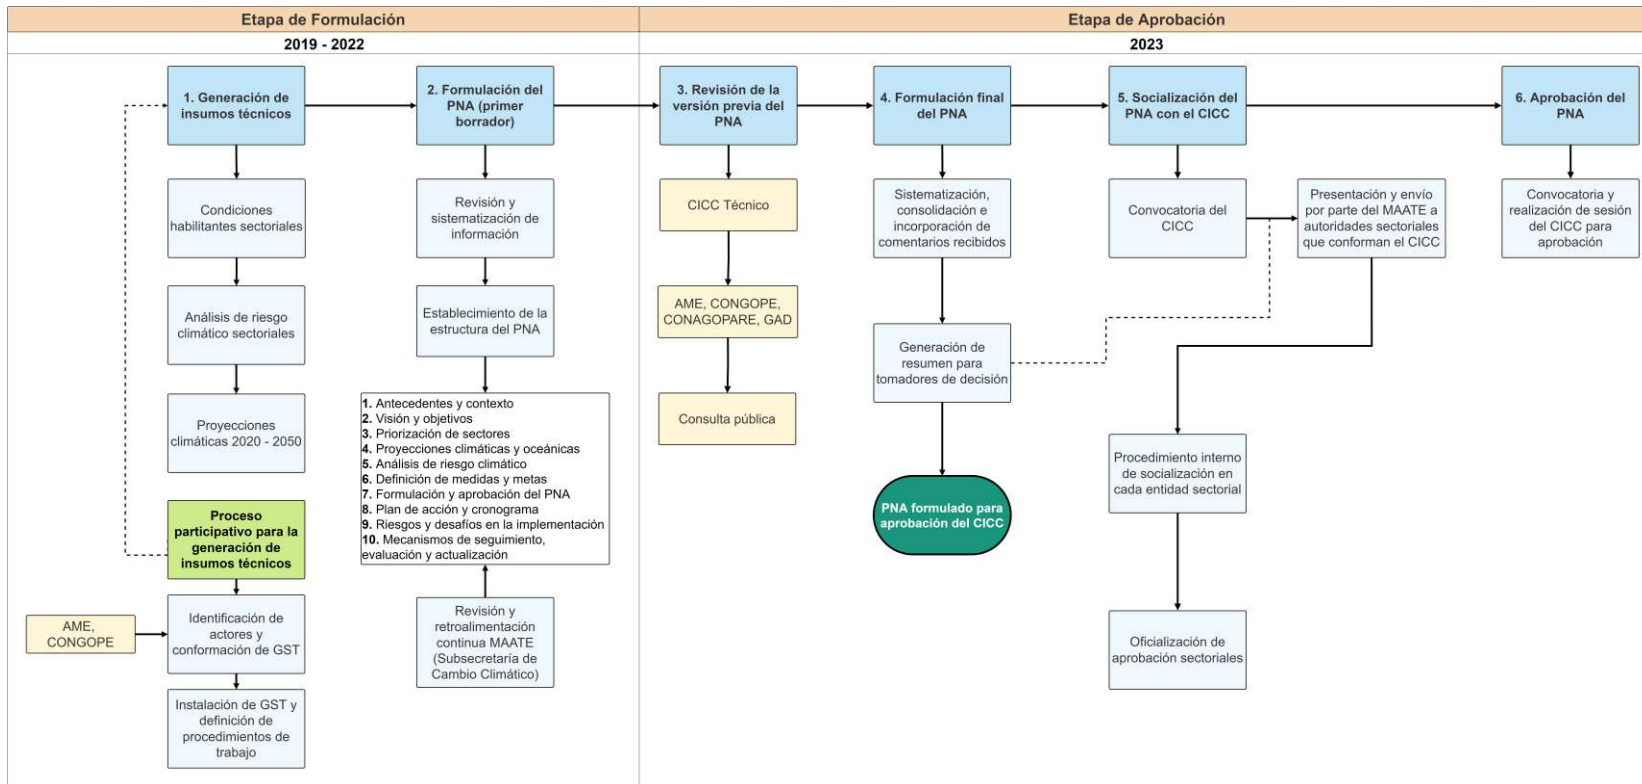 Etapa de Formulación
Etapa de Aprobación
2019 - 2022
2023
1. Generación de
insumos técnicos
2. Formulación del
PNA (primer
borrador)
3. Revisión de la
versión previa del
PNA
4. Formulación final
del PNA
5. Socialización del
PNA con el CICC
6. Aprobación del
PNA
Condiciones
habilitantes sectoriales
Análisis de riesgo
climático sectoriales
Proyecciones
climáticas 2020 - 2050
Proceso
participativo para la
generación de
insumos técnicos
AME,
CONGOPE
Identificación de
actores y
conformación de GST
Instalación de GST y
definición de
procedimientos de
trabajo
Revisión y
sistematización de
información
Establecimiento de la
estructura del PNA
1. Antecedentes y contexto
2. Visión y objetivos
3. Priorización de sectores
4. Proyecciones climáticas y oceánicas
5. Análisis de riesgo climático
6. Definición de medidas y metas
7. Formulación y aprobación del PNA
8. Plan de acción y cronograma
9. Riesgos y desafíos en la implementación
10. Mecanismos de seguimiento,
evaluación y actualización
Revisión y
retroalimentación
continua MAATE
(Subsecretaría de
Cambio Climático)
CICC Técnico
AME, CONGOPE,
CONAGOPARE, GAD
Consulta pública
Sistematización,
consolidación e
incorporación de
comentarios recibidos
Generación de
resumen para
tomadores de decisión
PNA formulado para
aprobación del CICC
Convocatoria del
CICC
Presentación y envío
por parte del MAATE a
autoridades sectoriales
que conforman el CICC
Procedimiento interno
de socialización en
cada entidad sectorial
Oficialización de
aprobación sectoriales
Convocatoria y
realización de sesión
del CICC para
aprobación